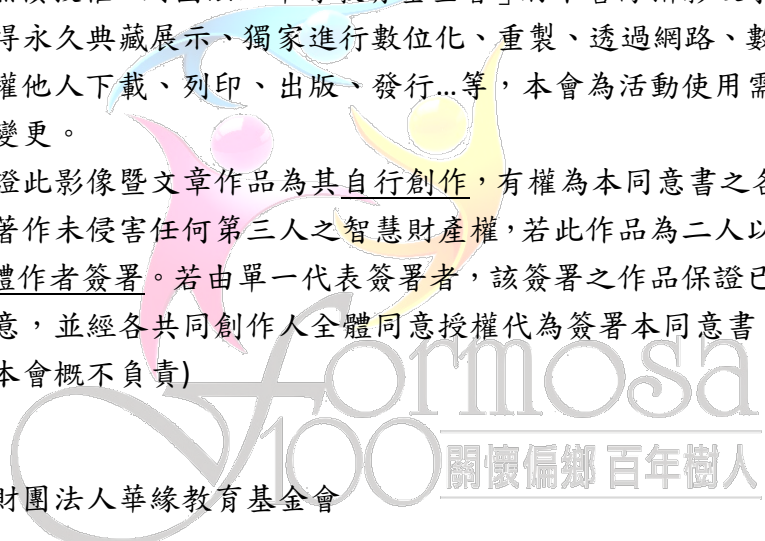 得永久典藏展示、獨家進行數位化、重製、透過網路、數
權他人下載、列印、出版、發行…等，本會為活動使用需
變更。
證此影像暨文章作品為其自行創作，有權為本同意書之各
著作未侵害任何第三人之智慧財產權，若此作品為二人以
體作者簽署。若由單一代表簽署者，該簽署之作品保證已
意，並經各共同創作人全體同意授權代為簽署本同意書
本會概不負責)
Formosa
100 關懷偏鄉 百年樹人
財團法人華緣教育基金會